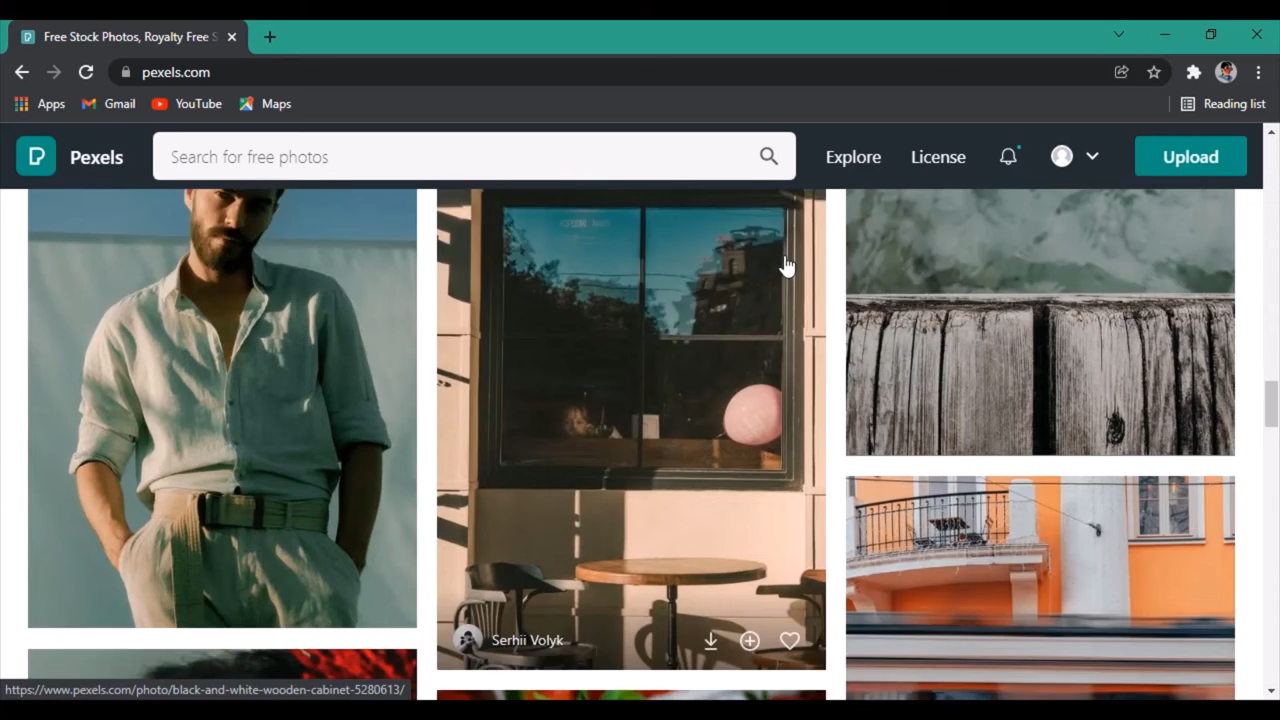 Free Stock Photos, Royalty Free S
pexels.com
Apps Gmail YouTube Maps Reading list
Pexels Search for free photos Explore License Upload
Serhii Volyk
https://www.pexels.com/photo/black-and-white-wooden-cabinet-5280613/